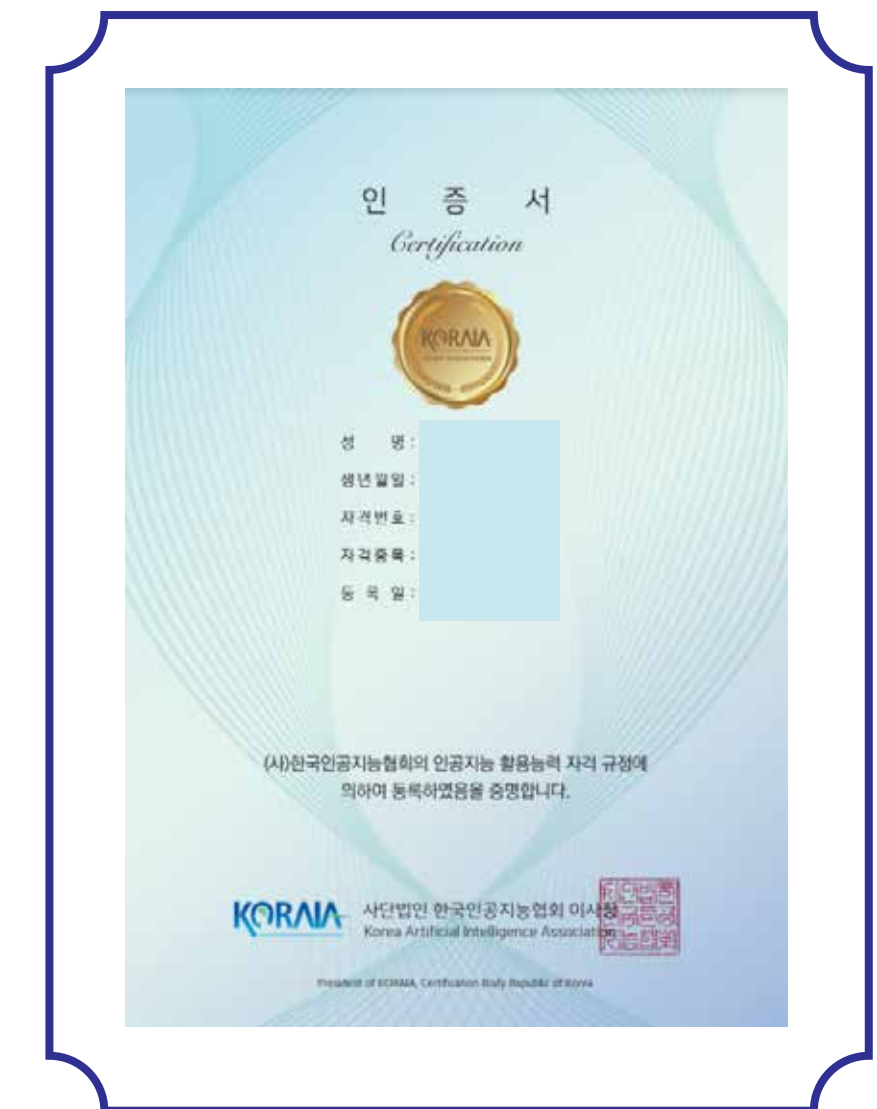 인 증 서
Certification
KORAIA
성 명 :
생년월일 :
자격번호 :
자격종목 :
등 록 일 :
(사)한국인공지능협회의 인공지능 활용능력 자격 규정에
의하여 등록하였음을 증명합니다.
KORAIA
사단법인 한국인공지능협회 이사장
Korea Artificial Intelligence Association
President of KORAIA, Certification Body Republic of Korea